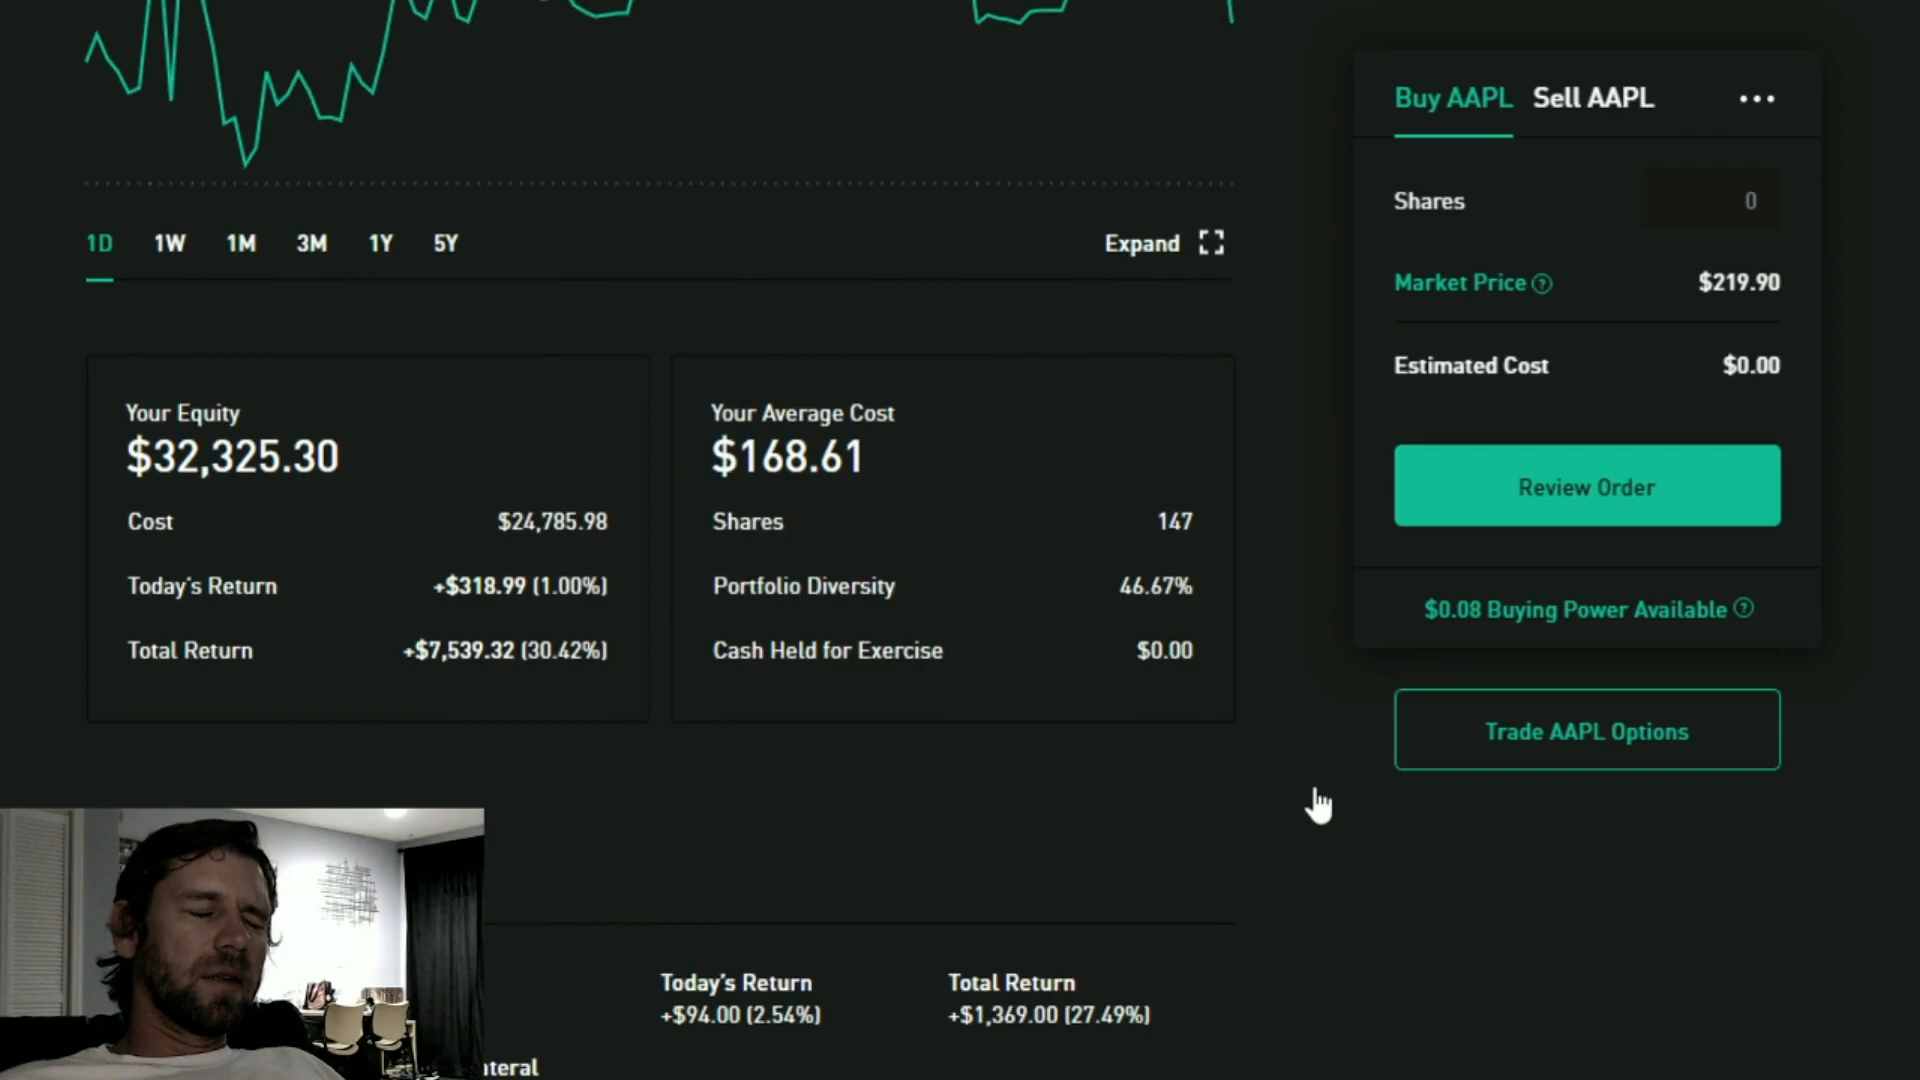 Buy AAPL Sell AAPL
Shares 0
Market Price ? $219.90
Estimated Cost $0.00
Review Order
$0.08 Buying Power Available ?
Trade AAPL Options
1D 1W 1M 3M 1Y 5Y Expand
Your Equity
$32,325.30
Cost $24,785.98
Today's Return +$318.99 (1.00%)
Total Return +$7,539.32 (30.42%)
Your Average Cost
$168.61
Shares 147
Portfolio Diversity 46.67%
Cash Held for Exercise $0.00
Today's Return Total Return
+$94.00 (2.54%) +$1,369.00 (27.49%)